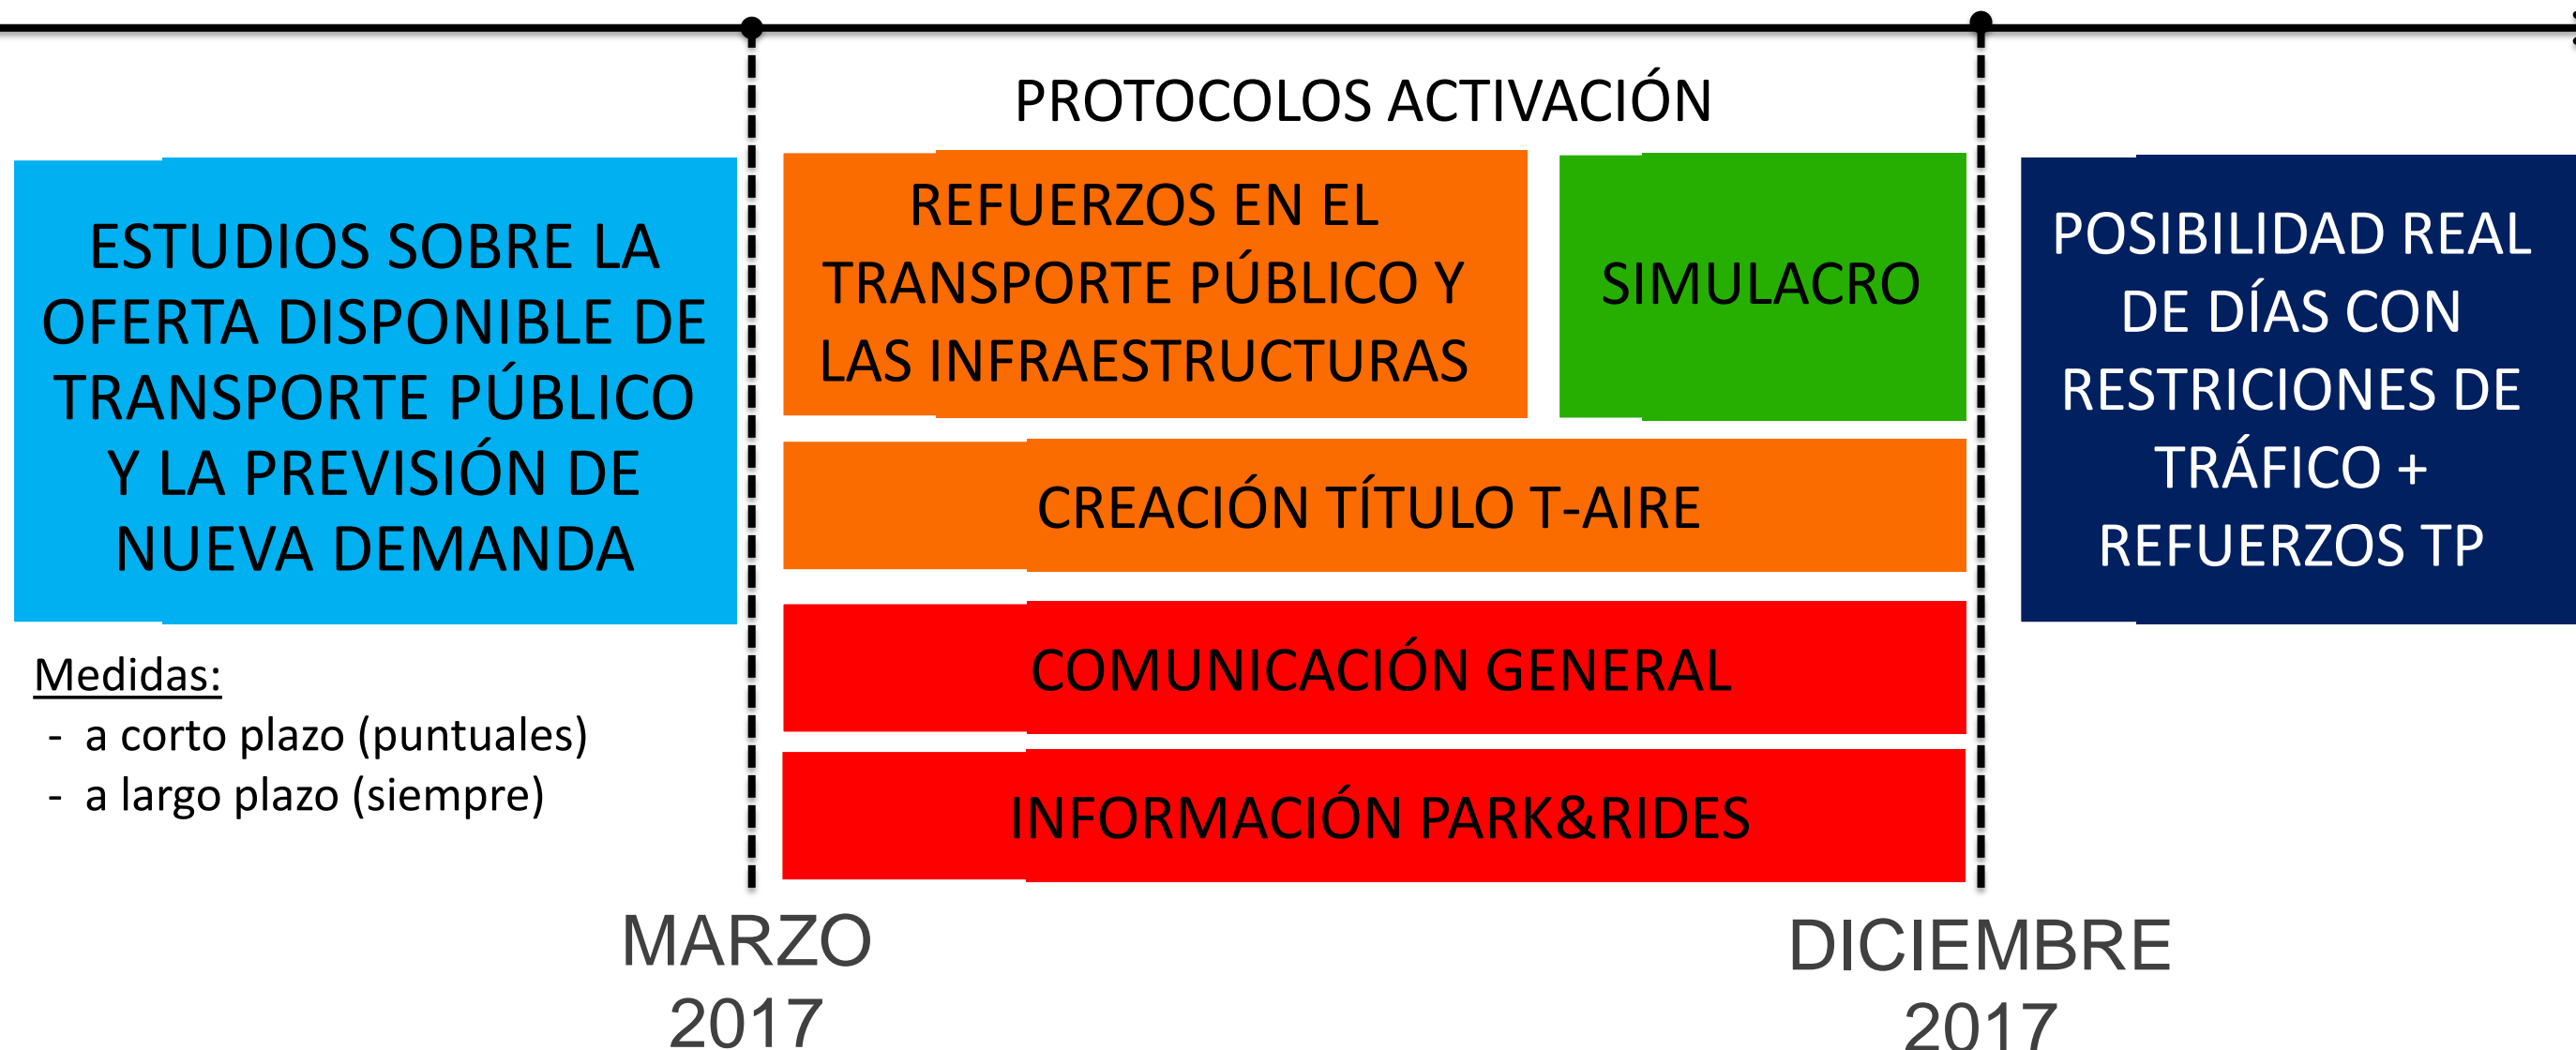 PROTOCOLOS ACTIVACIÓN
ESTUDIOS SOBRE LA
OFERTA DISPONIBLE DE
TRANSPORTE PÚBLICO
Y LA PREVISIÓN DE
NUEVA DEMANDA
Medidas:
- a corto plazo (puntuales)
- a largo plazo (siempre)
REFUERZOS EN EL
TRANSPORTE PÚBLICO Y
LAS INFRAESTRUCTURAS
SIMULACRO
CREACIÓN TÍTULO T-AIRE
COMUNICACIÓN GENERAL
INFORMACIÓN PARK&RIDES
POSIBILIDAD REAL
DE DÍAS CON
RESTRICIONES DE
TRÁFICO +
REFUERZOS TP
MARZO
2017
DICIEMBRE
2017